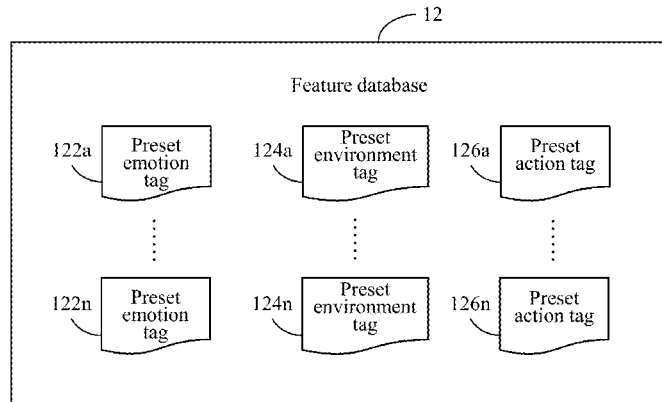 12
Feature database
122a
Preset
emotion
tag
124a
Preset
environment
tag
126a
Preset
action tag
122n
Preset
emotion
tag
124n
Preset
environment
tag
126n
Preset
action tag